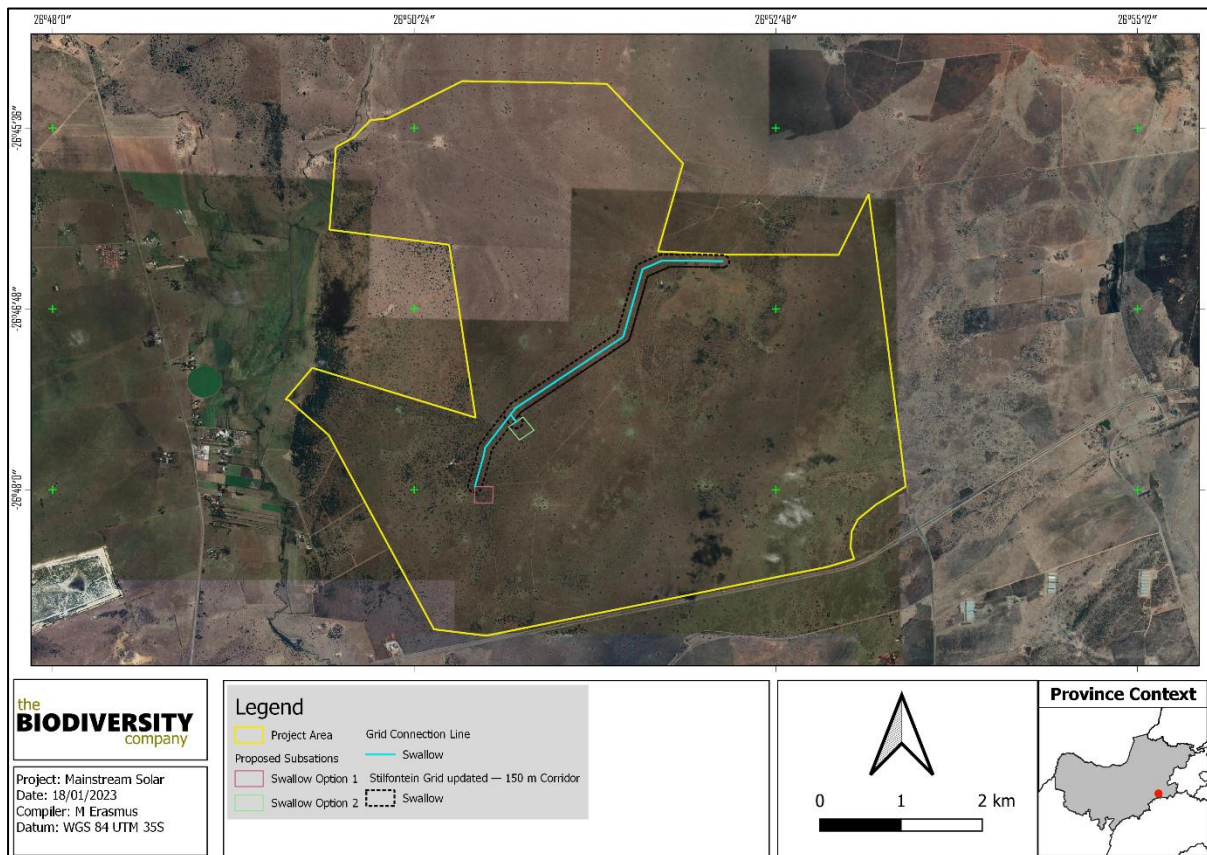 26°48'0" 26°50'24" 26°52'48" 26°55'12"
-26°45'36"
-26°46'48"
-26°48'0"
the
BIODIVERSITY
company
Project: Mainstream Solar
Date: 18/01/2023
Compiler: M Erasmus
Datum: WGS 84 UTM 35S
Legend
Project Area
Proposed Subsations
Swallow Option 1
Swallow Option 2
Grid Connection Line
Swallow
Stilfontein Grid updated — 150 m Corridor
Swallow
0 1 2 km
Province Context